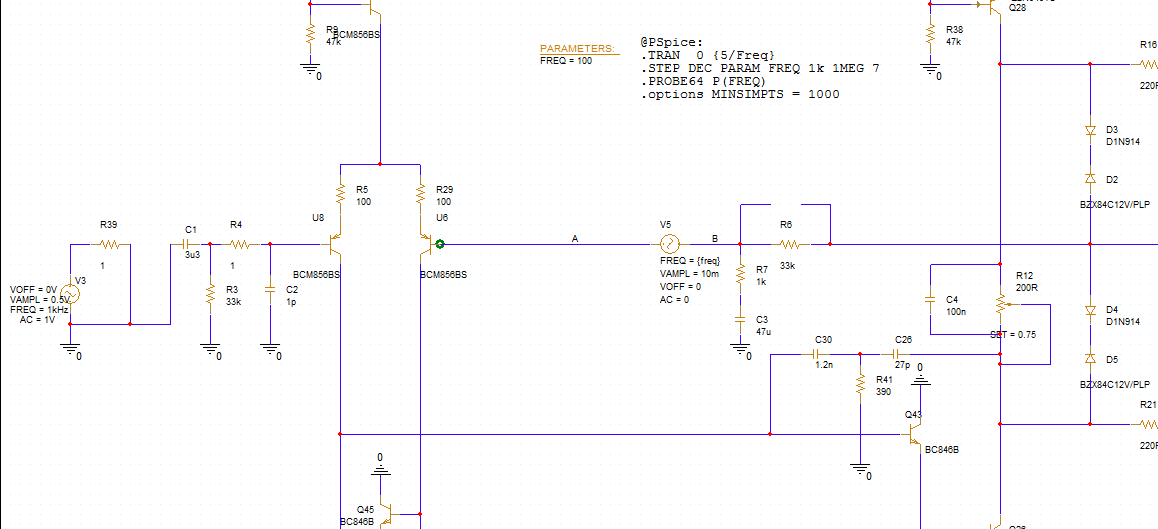 Q28
R9
47k
BCM856BS
R38
47k
0
0
PARAMETERS:
FREQ = 100
@PSpice:
.TRAN 0 {5/Freq}
.STEP DEC PARAM FREQ 1k 1MEG 7
.PROBE64 P(FREQ)
.options MINSIMPTS = 1000
R16
220R
D3
D1N914
D2
BZX84C12V/PLP
R5
100
R29
100
U8
U6
BCM856BS
BCM856BS
R39
1
C1
3u3
R4
1
V3
VOFF = 0V
VAMPL = 0.5V
FREQ = 1kHz
AC = 1V
R3
33k
C2
1p
0
0
0
A
V5
B
FREQ = {freq}
VAMPL = 10m
VOFF = 0
AC = 0
R6
33k
R7
1k
C3
47u
0
R12
200R
SET = 0.75
C4
100n
D4
D1N914
D5
BZX84C12V/PLP
C30
1.2n
C26
27p
R41
390
0
0
Q43
BC846B
R21
220R
0
Q45
BC846B